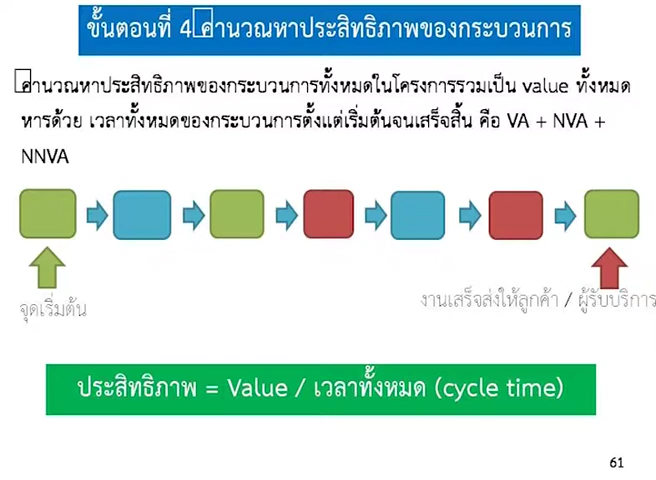 ขั้นตอนที่ 4 คำนวณหาประสิทธิภาพของกระบวนการ
คำนวณหาประสิทธิภาพของกระบวนการทั้งหมดในโครงการรวมเป็น value ทั้งหมด
หารด้วย เวลาทั้งหมดของกระบวนการตั้งแต่เริ่มต้นจนเสร็จสิ้น คือ VA + NVA +
NNVA
จุดเริ่มต้น
งานเสร็จส่งให้ลูกค้า / ผู้รับบริการ
ประสิทธิภาพ = Value / เวลาทั้งหมด (cycle time)
61